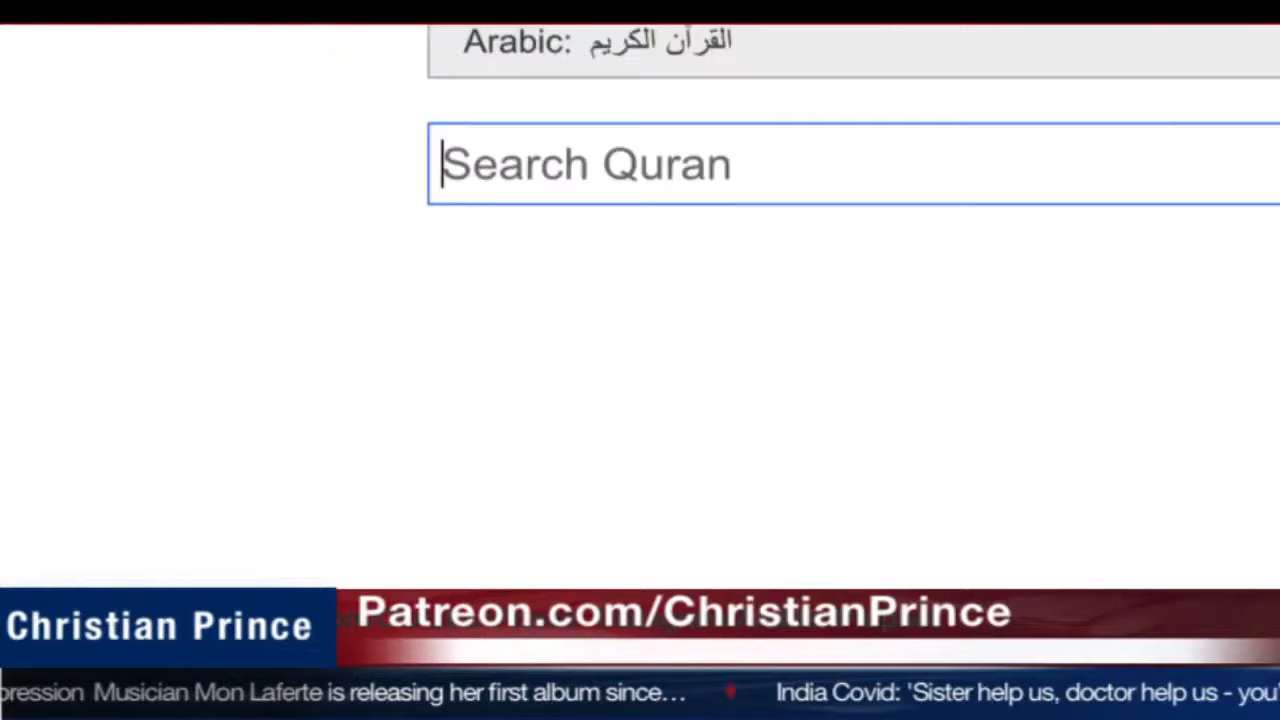 Arabic: القرآن الكريم
Search Quran
Patreon.com/ChristianPrince
Christian Prince
pression Musician Mon Laferte is releasing her first album since... India Covid: 'Sister help us, doctor help us - you'